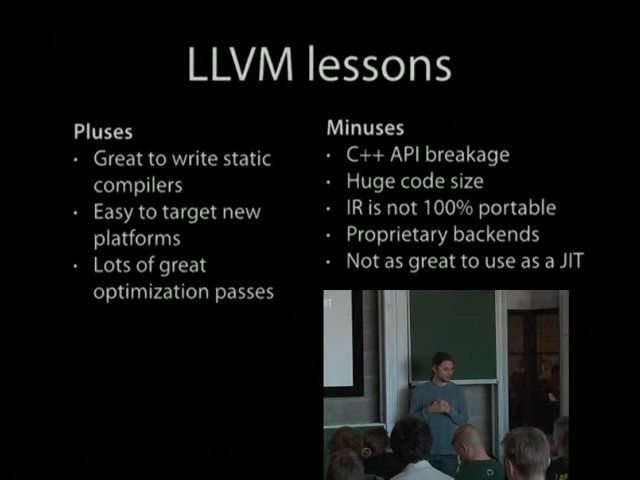 LLVM lessons
Pluses
• Great to write static
compilers
• Easy to target new
platforms
• Lots of great
optimization passes
Minuses
• C++ API breakage
• Huge code size
• IR is not 100% portable
• Proprietary backends
• Not as great to use as a JIT